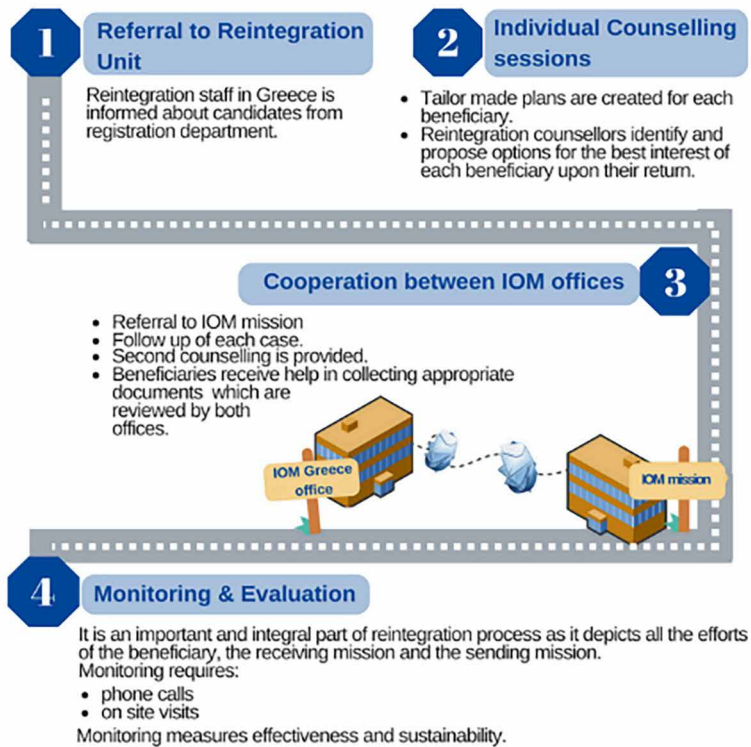 1
Referral to Reintegration
Unit
Reintegration staff in Greece is
informed about candidates from
registration department.
2
Individual Counselling
sessions
• Tailor made plans are created for each
beneficiary.
• Reintegration counsellors identify and
propose options for the best interest of
each beneficiary upon their return.
Cooperation between IOM offices
3
• Referral to IOM mission
• Follow up of each case.
• Second counselling is provided.
• Beneficiaries receive help in collecting appropriate
documents which are
reviewed by both
offices.
IOM Greece
office
IOM mission
4
Monitoring & Evaluation
It is an important and integral part of reintegration process as it depicts all the efforts
of the beneficiary, the receiving mission and the sending mission.
Monitoring requires:
• phone calls
• on site visits
Monitoring measures effectiveness and sustainability.